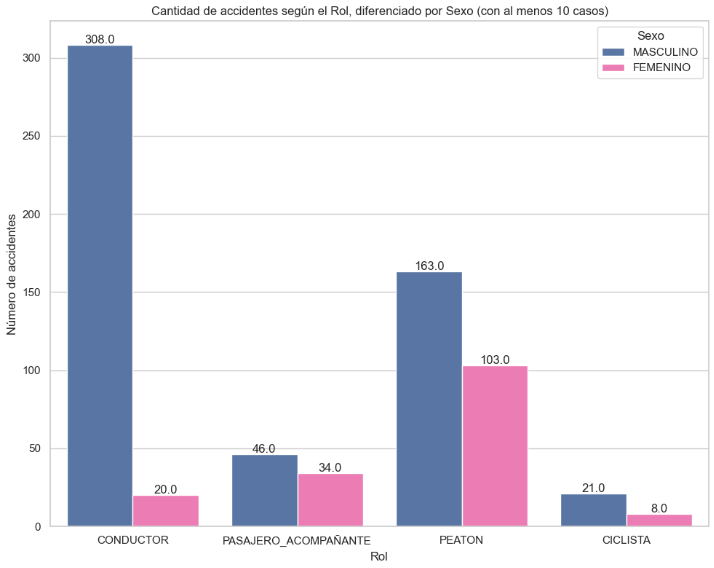 Cantidad de accidentes según el Rol, diferenciado por Sexo (con al menos 10 casos)
Sexo
MASCULINO
FEMENINO
Número de accidentes
300
250
200
150
100
50
0
308.0
20.0
46.0
34.0
163.0
103.0
21.0
8.0
CONDUCTOR
PASAJERO_ACOMPAÑANTE
PEATON
CICLISTA
Rol